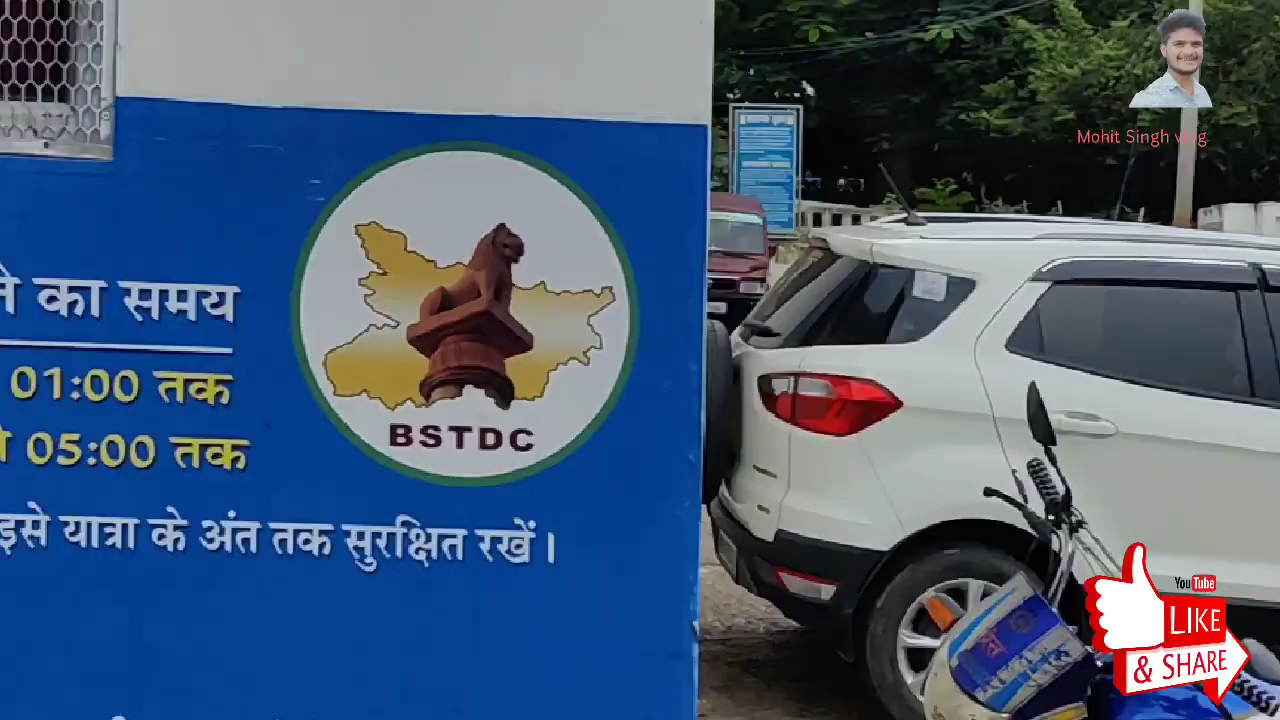 का समय
01:00 तक
05:00 तक
इसे यात्रा के अंत तक सुरक्षित रखें।
BSTDC
Mohit Singh vlog
YouTube
LIKE
& SHARE